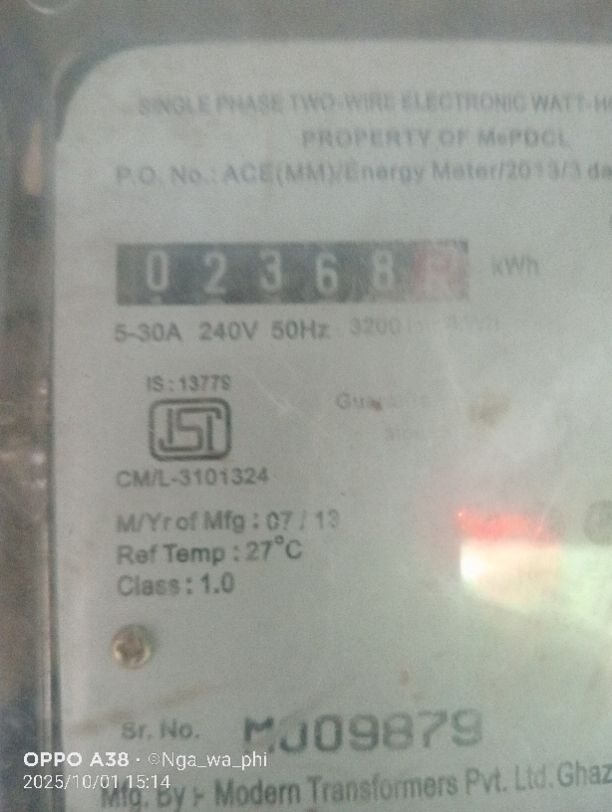 SINGLE PHASE TWO-WIRE ELECTRONIC WATT-H
PROPERTY OF MePDCL
P.O. No.: ACE(MM)/Energy Meter/2013/3 da
0 2 3 6 8 kWh
5-30A 240V 50Hz 3200
IS : 13779
ISI
CM/L-3101324
M/Yr of Mfg : 07 / 13
Ref Temp : 27°C
Class : 1.0
Sr. No. MJ09879
OPPO A38 · ©Nga_wa_phi
2025/10/01 15:14
Mfg. By :- Modern Transformers Pvt. Ltd. Ghaz